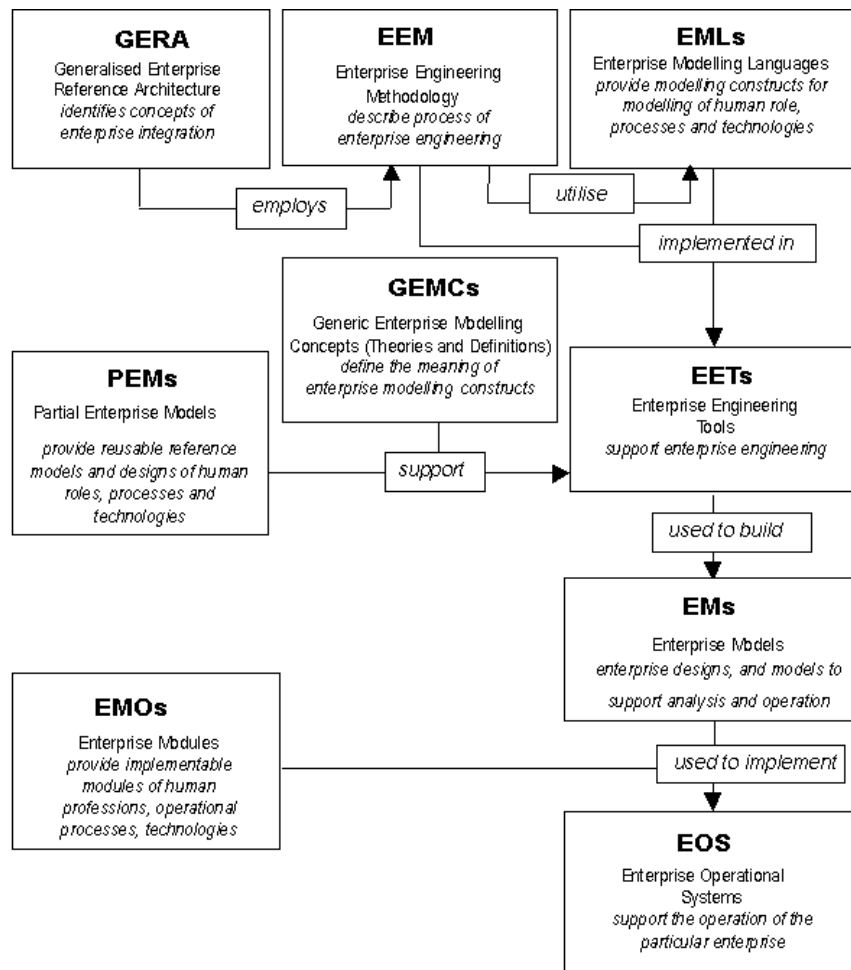 GERA
Generalised Enterprise
Reference Architecture
identifies concepts of
enterprise integration
EEM
Enterprise Engineering
Methodology
describe process of
enterprise engineering
EMLs
Enterprise Modelling Languages
provide modelling constructs for
modelling of human role,
processes and technologies
employs
utilise
implemented in
GEMCs
Generic Enterprise Modelling
Concepts (Theories and Definitions)
define the meaning of
enterprise modelling constructs
PEMs
Partial Enterprise Models
provide reusable reference
models and designs of human
roles, processes and
technologies
EETs
Enterprise Engineering
Tools
support enterprise engineering
support
used to build
EMs
Enterprise Models
enterprise designs, and models to
support analysis and operation
EMOs
Enterprise Modules
provide implementable
modules of human
professions, operational
processes, technologies
used to implement
EOS
Enterprise Operational
Systems
support the operation of the
particular enterprise